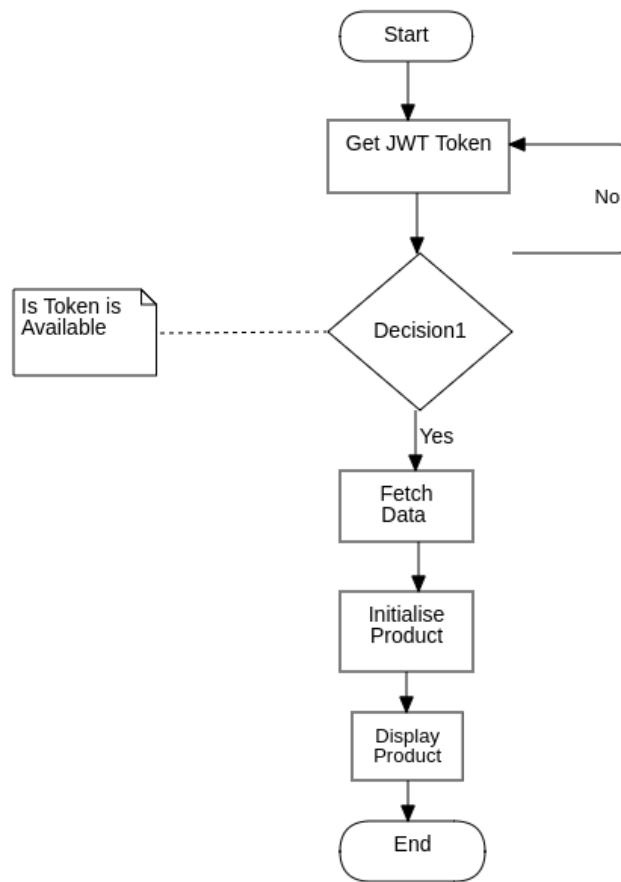 Start
Get JWT Token
No
Is Token is
Available
Decision1
Yes
Fetch
Data
Initialise
Product
Display
Product
End